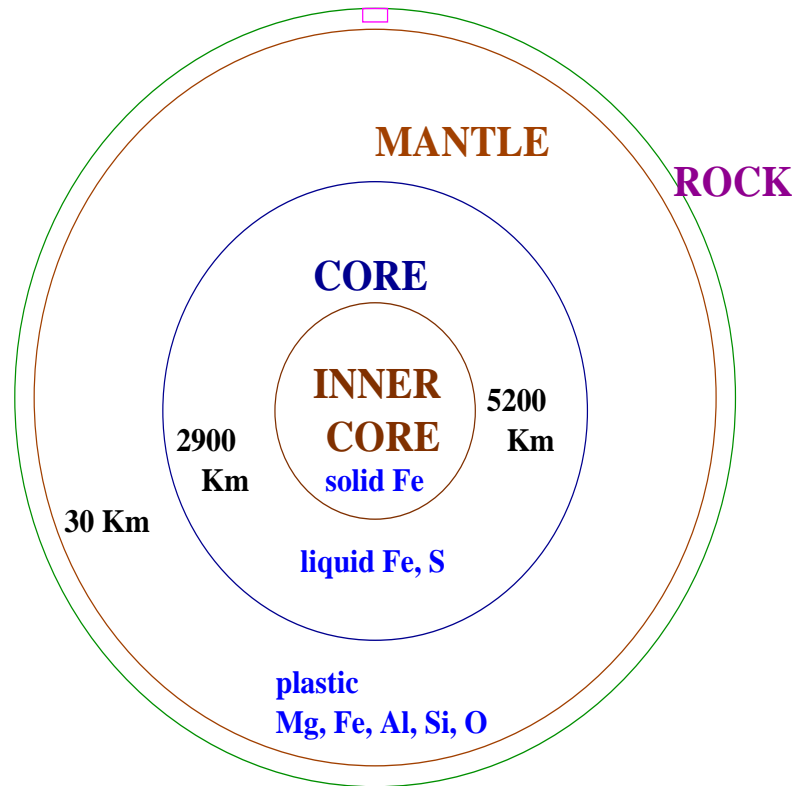 MANTLE
ROCK
CORE
INNER
CORE
5200
Km
2900
Km
solid Fe
30 Km
liquid Fe, S
plastic
Mg, Fe, Al, Si, O